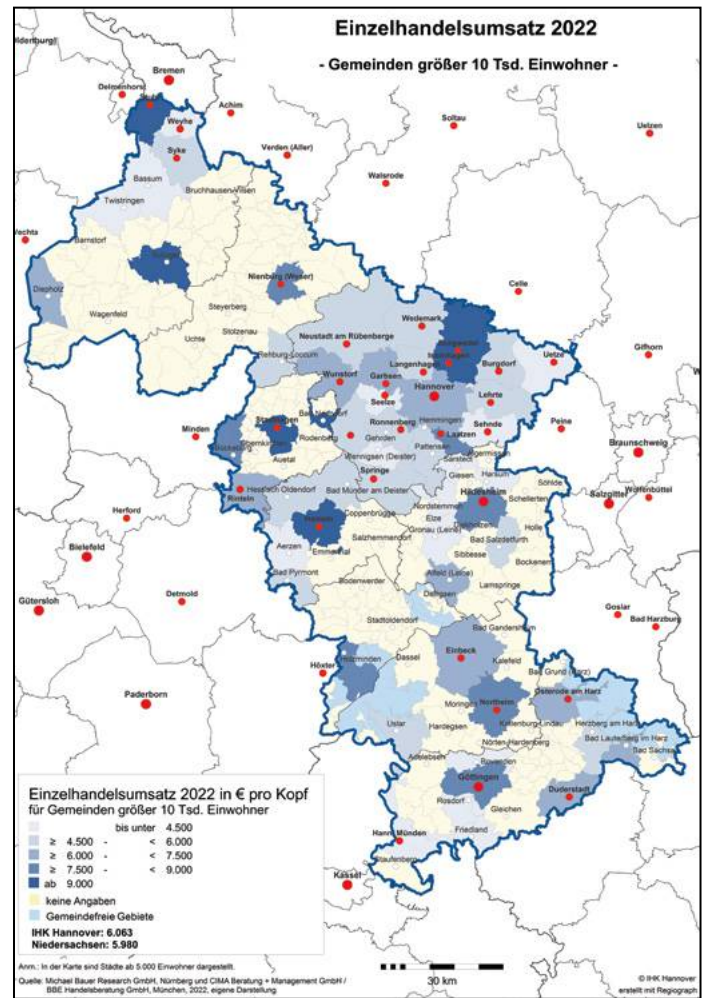 Einzelhandelsumsatz 2022
- Gemeinden größer 10 Tsd. Einwohner -
Bremen
Delmenhorst
Achim
Weyhe
Soltau
Uelzen
Syke
Verden (Aller)
Bassum
Walsrode
Bruchhausen-Vilsen
Twistringen
Barnstorf
Celle
Diepholz
Nienburg (Weser)
Wagenfeld
Steyerberg
Stolzenau
Wedemark
Neustadt am Rübenberge
Uchte
Rehburg-Loccum
Gifhorn
Langenhagen
Burgdorf
Uetze
Wunstorf
Garbsen
Hannover
Seelze
Lehrte
Minden
Ronnenberg
Hemmingen
Sehnde
Peine
Rodenberg
Gehrden
Laatzen
Pattensen
Braunschweig
Auetal
Wennigsen (Deister)
Sarstedt
Algermissen
Springe
Giesen
Harsum
Söhlde
Rinteln
Hessisch Oldendorf
Bad Münder am Deister
Hildesheim
Schellerten
Salzgitter
Wolfenbüttel
Nordstemmen
Herford
Coppenbrügge
Elze
Holle
Salzhemmendorf
Gronau (Leine)
Bad Salzdetfurth
Aerzen
Emmerthal
Sibbesse
Bockenem
Bielefeld
Bad Pyrmont
Alfeld (Leine)
Bodenwerder
Lamspringe
Detmold
Gütersloh
Stadtoldendorf
Goslar
Bad Harzburg
Bad Gandersheim
Höxter
Dassel
Einbeck
Kalefeld
Bad Grund (Harz)
Paderborn
Moringen
Northeim
Osterode am Harz
Uslar
Hardegsen
Katlenburg-Lindau
Herzberg am Harz
Nörten-Hardenberg
Bad Lauterberg im Harz
Bad Sachsa
Adelebsen
Bovenden
Göttingen
Rosdorf
Gleichen
Duderstadt
Friedland
Hann. Münden
Staufenberg
Kassel
Einzelhandelsumsatz 2022 in € pro Kopf
für Gemeinden größer 10 Tsd. Einwohner
bis unter 4.500
≥ 4.500 - < 6.000
≥ 6.000 - < 7.500
≥ 7.500 - < 9.000
ab 9.000
keine Angaben
Gemeindefreie Gebiete
IHK Hannover: 6.063
Niedersachsen: 5.980
Anm.: In der Karte sind Städte ab 5.000 Einwohner dargestellt.
Quelle: Michael Bauer Research GmbH, Nürnberg und CIMA Beratung + Management GmbH /
BBE Handelsberatung GmbH, München, 2022, eigene Darstellung
30 km
© IHK Hannover
erstellt mit Regiograph